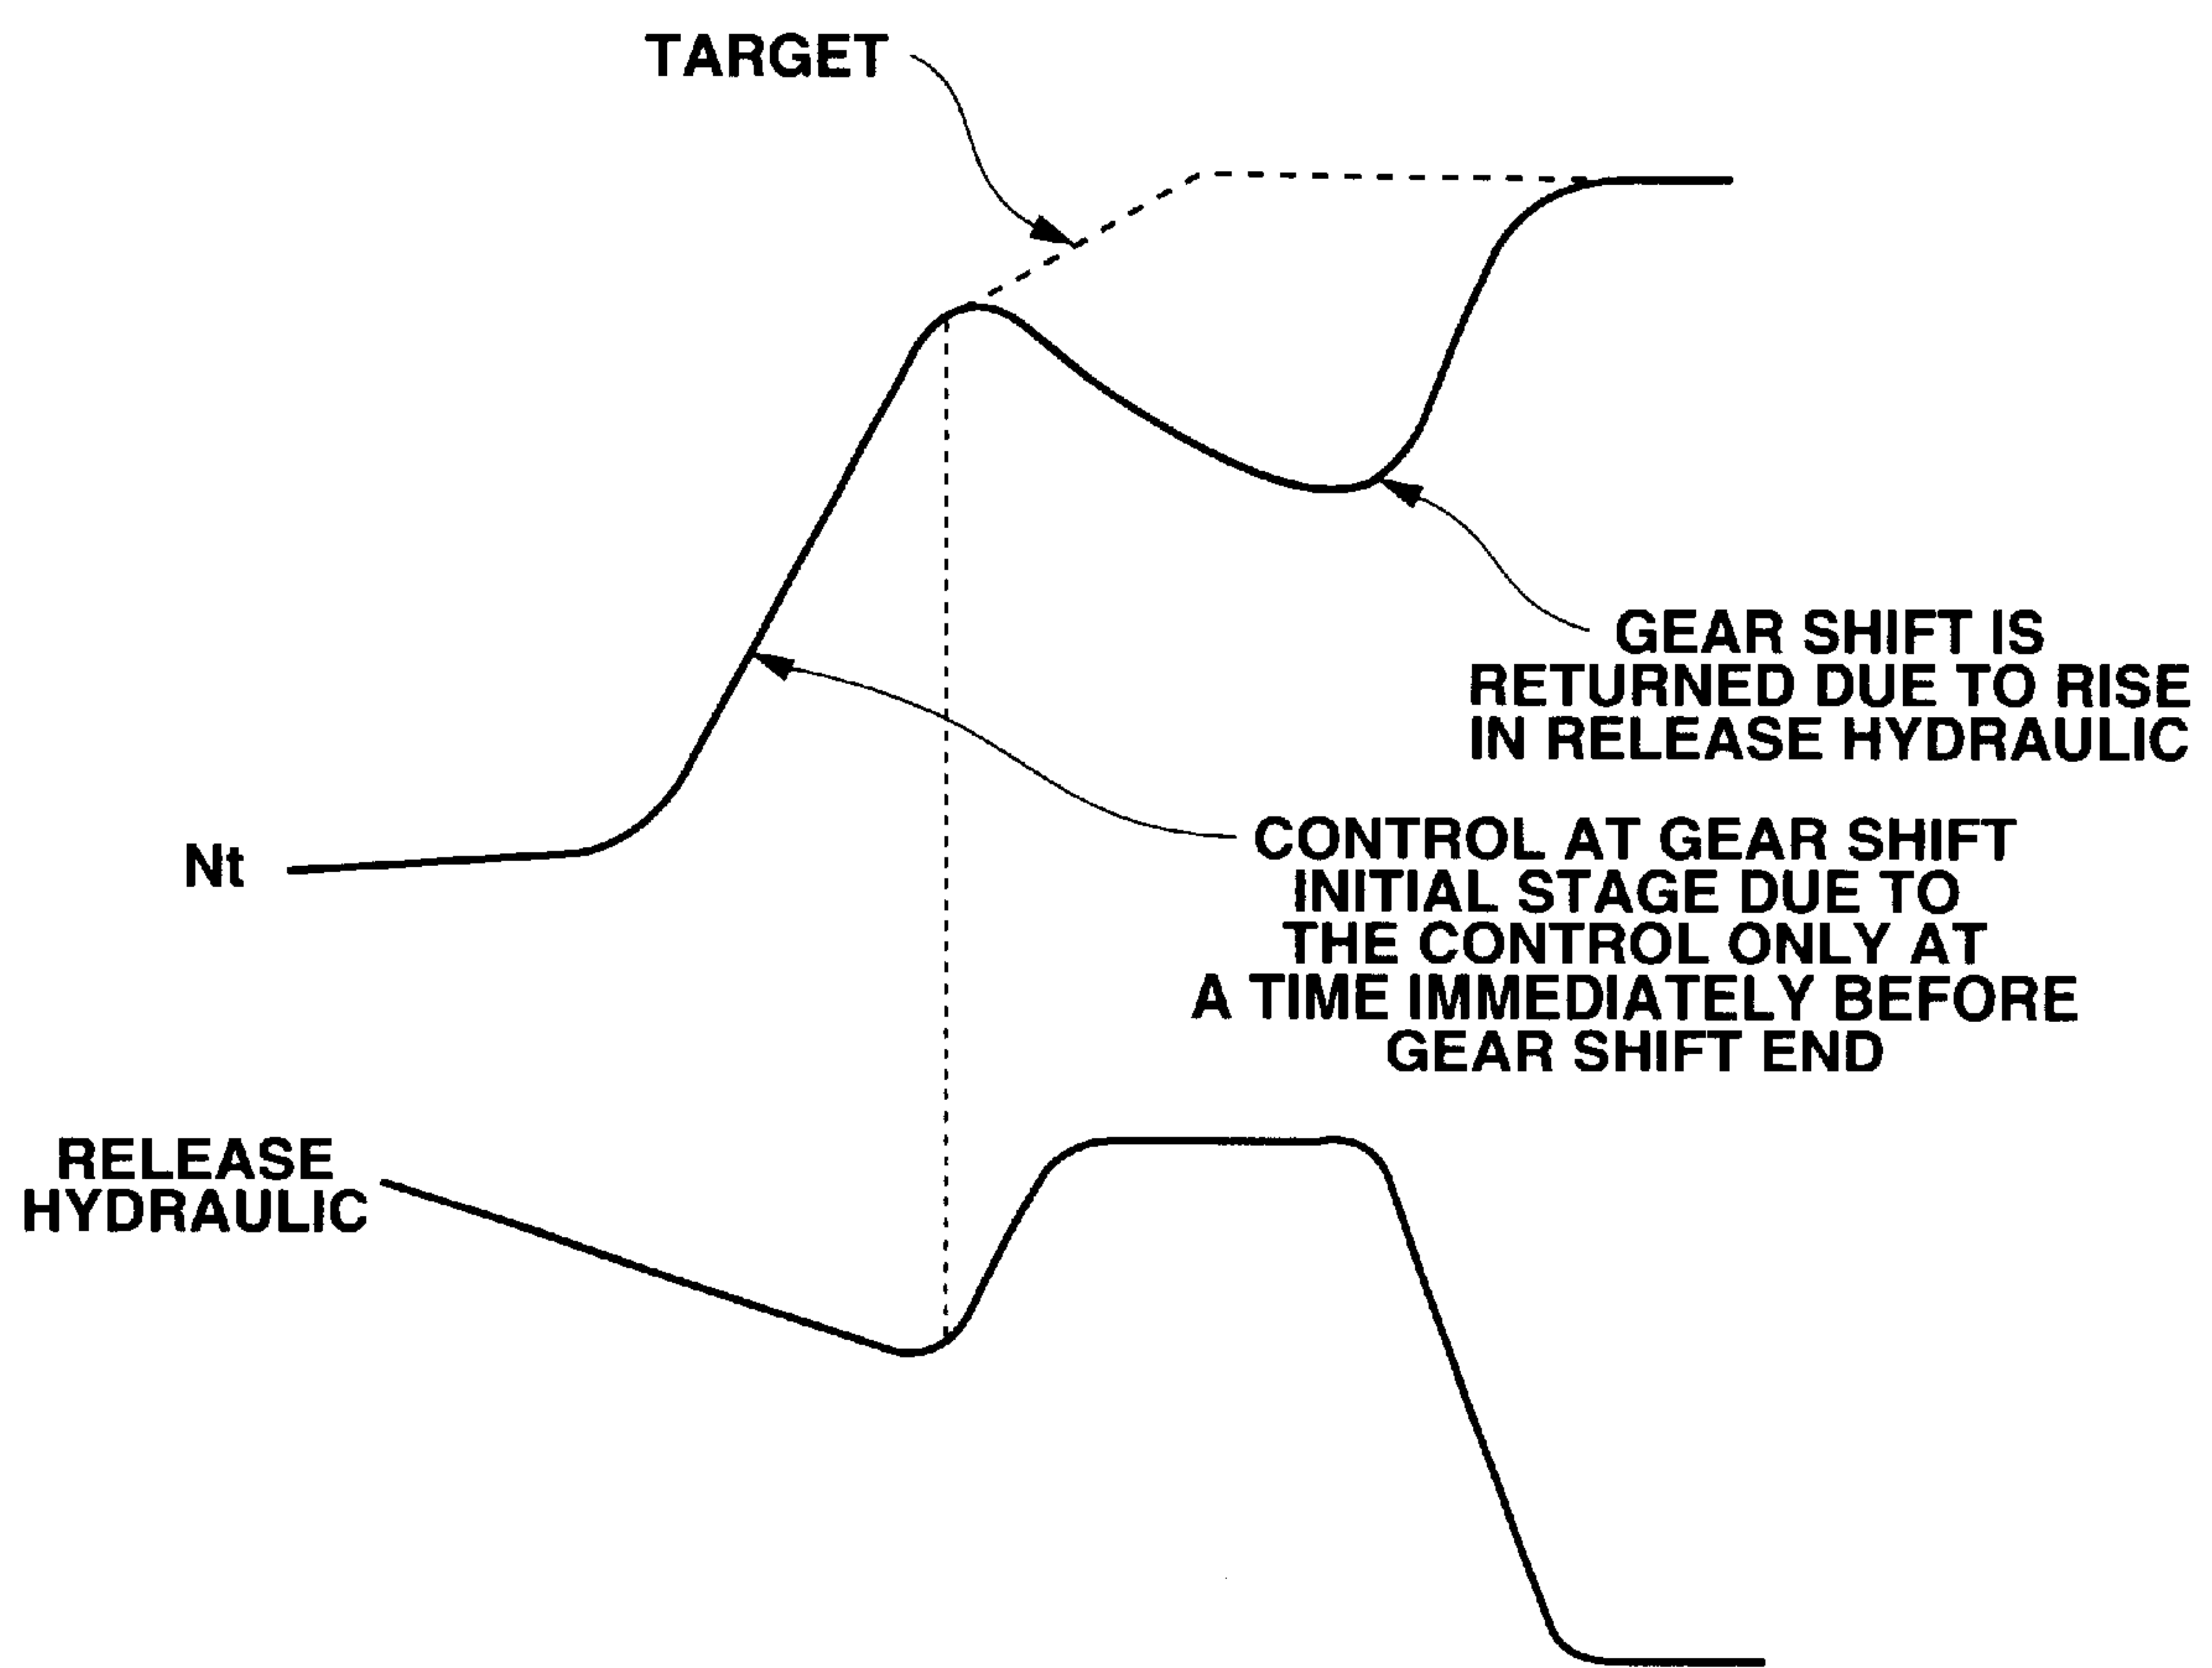 TARGET
GEAR SHIFT IS
RETURNED DUE TO RISE
IN RELEASE HYDRAULIC
Nt
CONTROL AT GEAR SHIFT
INITIAL STAGE DUE TO
THE CONTROL ONLY AT
A TIME IMMEDIATELY BEFORE
GEAR SHIFT END
RELEASE
HYDRAULIC